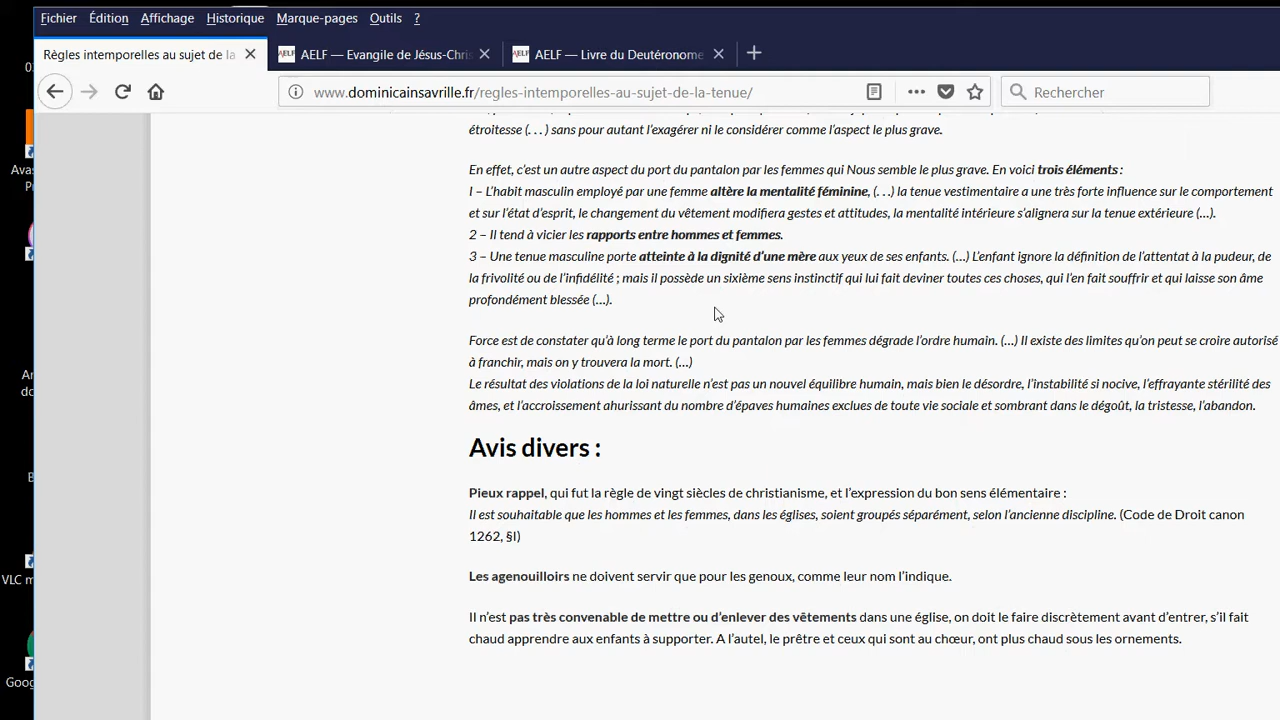 Fichier Édition Affichage Historique Marque-pages Outils ?
Règles intemporelles au sujet de la
AELF — Evangile de Jésus-Chris
AELF — Livre du Deutéronome
www.dominicainsavrille.fr/regles-intemporelles-au-sujet-de-la-tenue/
Rechercher
étroitesse (. . . ) sans pour autant l'exagérer ni le considérer comme l'aspect le plus grave.
En effet, c'est un autre aspect du port du pantalon par les femmes qui Nous semble le plus grave. En voici trois éléments :
I – L'habit masculin employé par une femme altère la mentalité féminine, (. . .) la tenue vestimentaire a une très forte influence sur le comportement
et sur l'état d'esprit, le changement du vêtement modifiera gestes et attitudes, la mentalité intérieure s'alignera sur la tenue extérieure (...).
2 – Il tend à vicier les rapports entre hommes et femmes.
3 – Une tenue masculine porte atteinte à la dignité d'une mère aux yeux de ses enfants. (...) L'enfant ignore la définition de l'attentat à la pudeur, de
la frivolité ou de l'infidélité ; mais il possède un sixième sens instinctif qui lui fait deviner toutes ces choses, qui l'en fait souffrir et qui laisse son âme
profondément blessée (...).
Force est de constater qu'à long terme le port du pantalon par les femmes dégrade l'ordre humain. (...) Il existe des limites qu'on peut se croire autorisé
à franchir, mais on y trouvera la mort. (...)
Le résultat des violations de la loi naturelle n'est pas un nouvel équilibre humain, mais bien le désordre, l'instabilité si nocive, l'effrayante stérilité des
âmes, et l'accroissement ahurissant du nombre d'épaves humaines exclues de toute vie sociale et sombrant dans le dégoût, la tristesse, l'abandon.
Avis divers :
Pieux rappel, qui fut la règle de vingt siècles de christianisme, et l'expression du bon sens élémentaire :
Il est souhaitable que les hommes et les femmes, dans les églises, soient groupés séparément, selon l'ancienne discipline. (Code de Droit canon
1262, §I)
Les agenouilloirs ne doivent servir que pour les genoux, comme leur nom l'indique.
Il n'est pas très convenable de mettre ou d'enlever des vêtements dans une église, on doit le faire discrètement avant d'entrer, s'il fait
chaud apprendre aux enfants à supporter. A l'autel, le prêtre et ceux qui sont au chœur, ont plus chaud sous les ornements.
Avas
VLC m
Goog